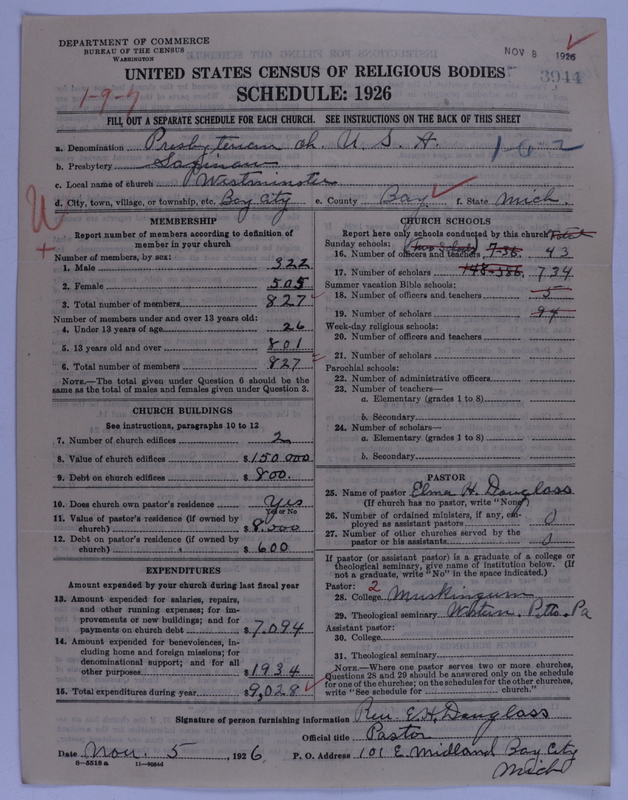 DEPARTMENT OF COMMERCE
BUREAU OF THE CENSUS
WASHINGTON
NOV 8 1926
3944
UNITED STATES CENSUS OF RELIGIOUS BODIES
1-9-7
SCHEDULE: 1926
FILL OUT A SEPARATE SCHEDULE FOR EACH CHURCH. SEE INSTRUCTIONS ON THE BACK OF THIS SHEET
a. Denomination Presbyterian ch. U. S. A. 1-0-2
b. Presbytery Saginaw
c. Local name of church Westminster
d. City, town, village, or township, etc. Bay City e. County Bay f. State Mich.
MEMBERSHIP
Report number of members according to definition of member in your church
Number of members, by sex:
1. Male 322
2. Female 505
3. Total number of members 827
Number of members under and over 13 years old:
4. Under 13 years of age 26
5. 13 years old and over 801
6. Total number of members 827
NOTE.—The total given under Question 6 should be the same as the total of males and females given under Question 3.
CHURCH BUILDINGS
See instructions, paragraphs 10 to 12
7. Number of church edifices 2
8. Value of church edifices $150 000
9. Debt on church edifices $800.
10. Does church own pastor's residence Yes
Yes or No
11. Value of pastor's residence (if owned by church) $8,000
12. Debt on pastor's residence (if owned by church) $600
EXPENDITURES
Amount expended by your church during last fiscal year
13. Amount expended for salaries, repairs, and other running expenses; for improvements or new buildings; and for payments on church debt $7,094
14. Amount expended for benevolences, including home and foreign missions; for denominational support; and for all other purposes $1934
15. Total expenditures during year $9,028
CHURCH SCHOOLS
Report here only schools conducted by this church
Sunday schools: (Two Schools)
16. Number of officers and teachers 7-36 43
17. Number of scholars 148-586 734
Summer vacation Bible schools:
18. Number of officers and teachers 5
19. Number of scholars 94
Week-day religious schools:
20. Number of officers and teachers
21. Number of scholars
Parochial schools:
22. Number of administrative officers
23. Number of teachers—
a. Elementary (grades 1 to 8)
b. Secondary
24. Number of scholars—
a. Elementary (grades 1 to 8)
b. Secondary
PASTOR
25. Name of pastor Elmer H. Douglass
(If church has no pastor, write "None")
26. Number of ordained ministers, if any, employed as assistant pastors 0
27. Number of other churches served by the pastor or his assistants 0
If pastor (or assistant pastor) is a graduate of a college or theological seminary, give name of institution below. (If not a graduate, write "No" in the space indicated.)
Pastor: 2
28. College Muskingum
29. Theological seminary Western. Pitts. Pa
Assistant pastor:
30. College
31. Theological seminary
NOTE.—Where one pastor serves two or more churches, Questions 28 and 29 should be answered only on the schedule for one of the churches; on the schedules for the other churches, write "See schedule for church."
Signature of person furnishing information Rev. E. H. Douglass
Official title Pastor
Date Nov. 5, 1926. P. O. Address 101 E. Midland Bay City
Mich
8—5518 a